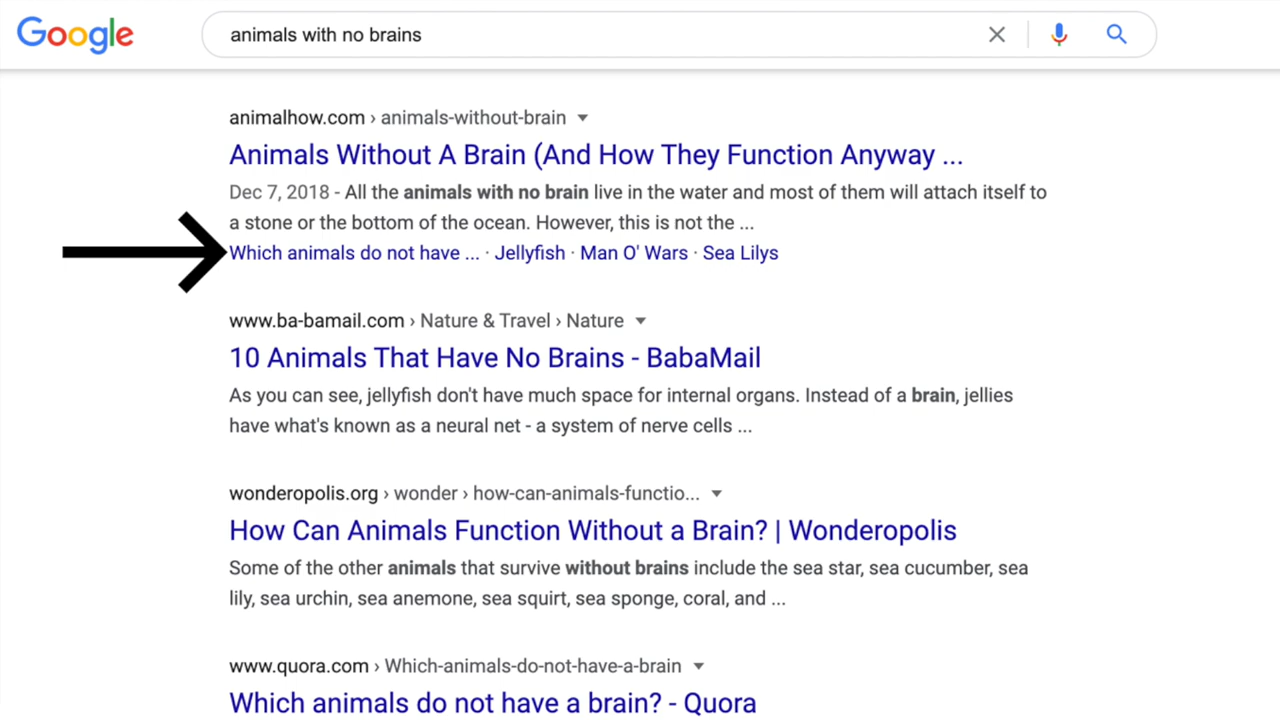 Google
animals with no brains
animalhow.com › animals-without-brain
Animals Without A Brain (And How They Function Anyway ...
Dec 7, 2018 - All the animals with no brain live in the water and most of them will attach itself to
a stone or the bottom of the ocean. However, this is not the ...
Which animals do not have ... · Jellyfish · Man O' Wars · Sea Lilys
www.ba-bamail.com › Nature & Travel › Nature
10 Animals That Have No Brains - BabaMail
As you can see, jellyfish don't have much space for internal organs. Instead of a brain, jellies
have what's known as a neural net - a system of nerve cells ...
wonderopolis.org › wonder › how-can-animals-functio...
How Can Animals Function Without a Brain? | Wonderopolis
Some of the other animals that survive without brains include the sea star, sea cucumber, sea
lily, sea urchin, sea anemone, sea squirt, sea sponge, coral, and ...
www.quora.com › Which-animals-do-not-have-a-brain
Which animals do not have a brain? - Quora